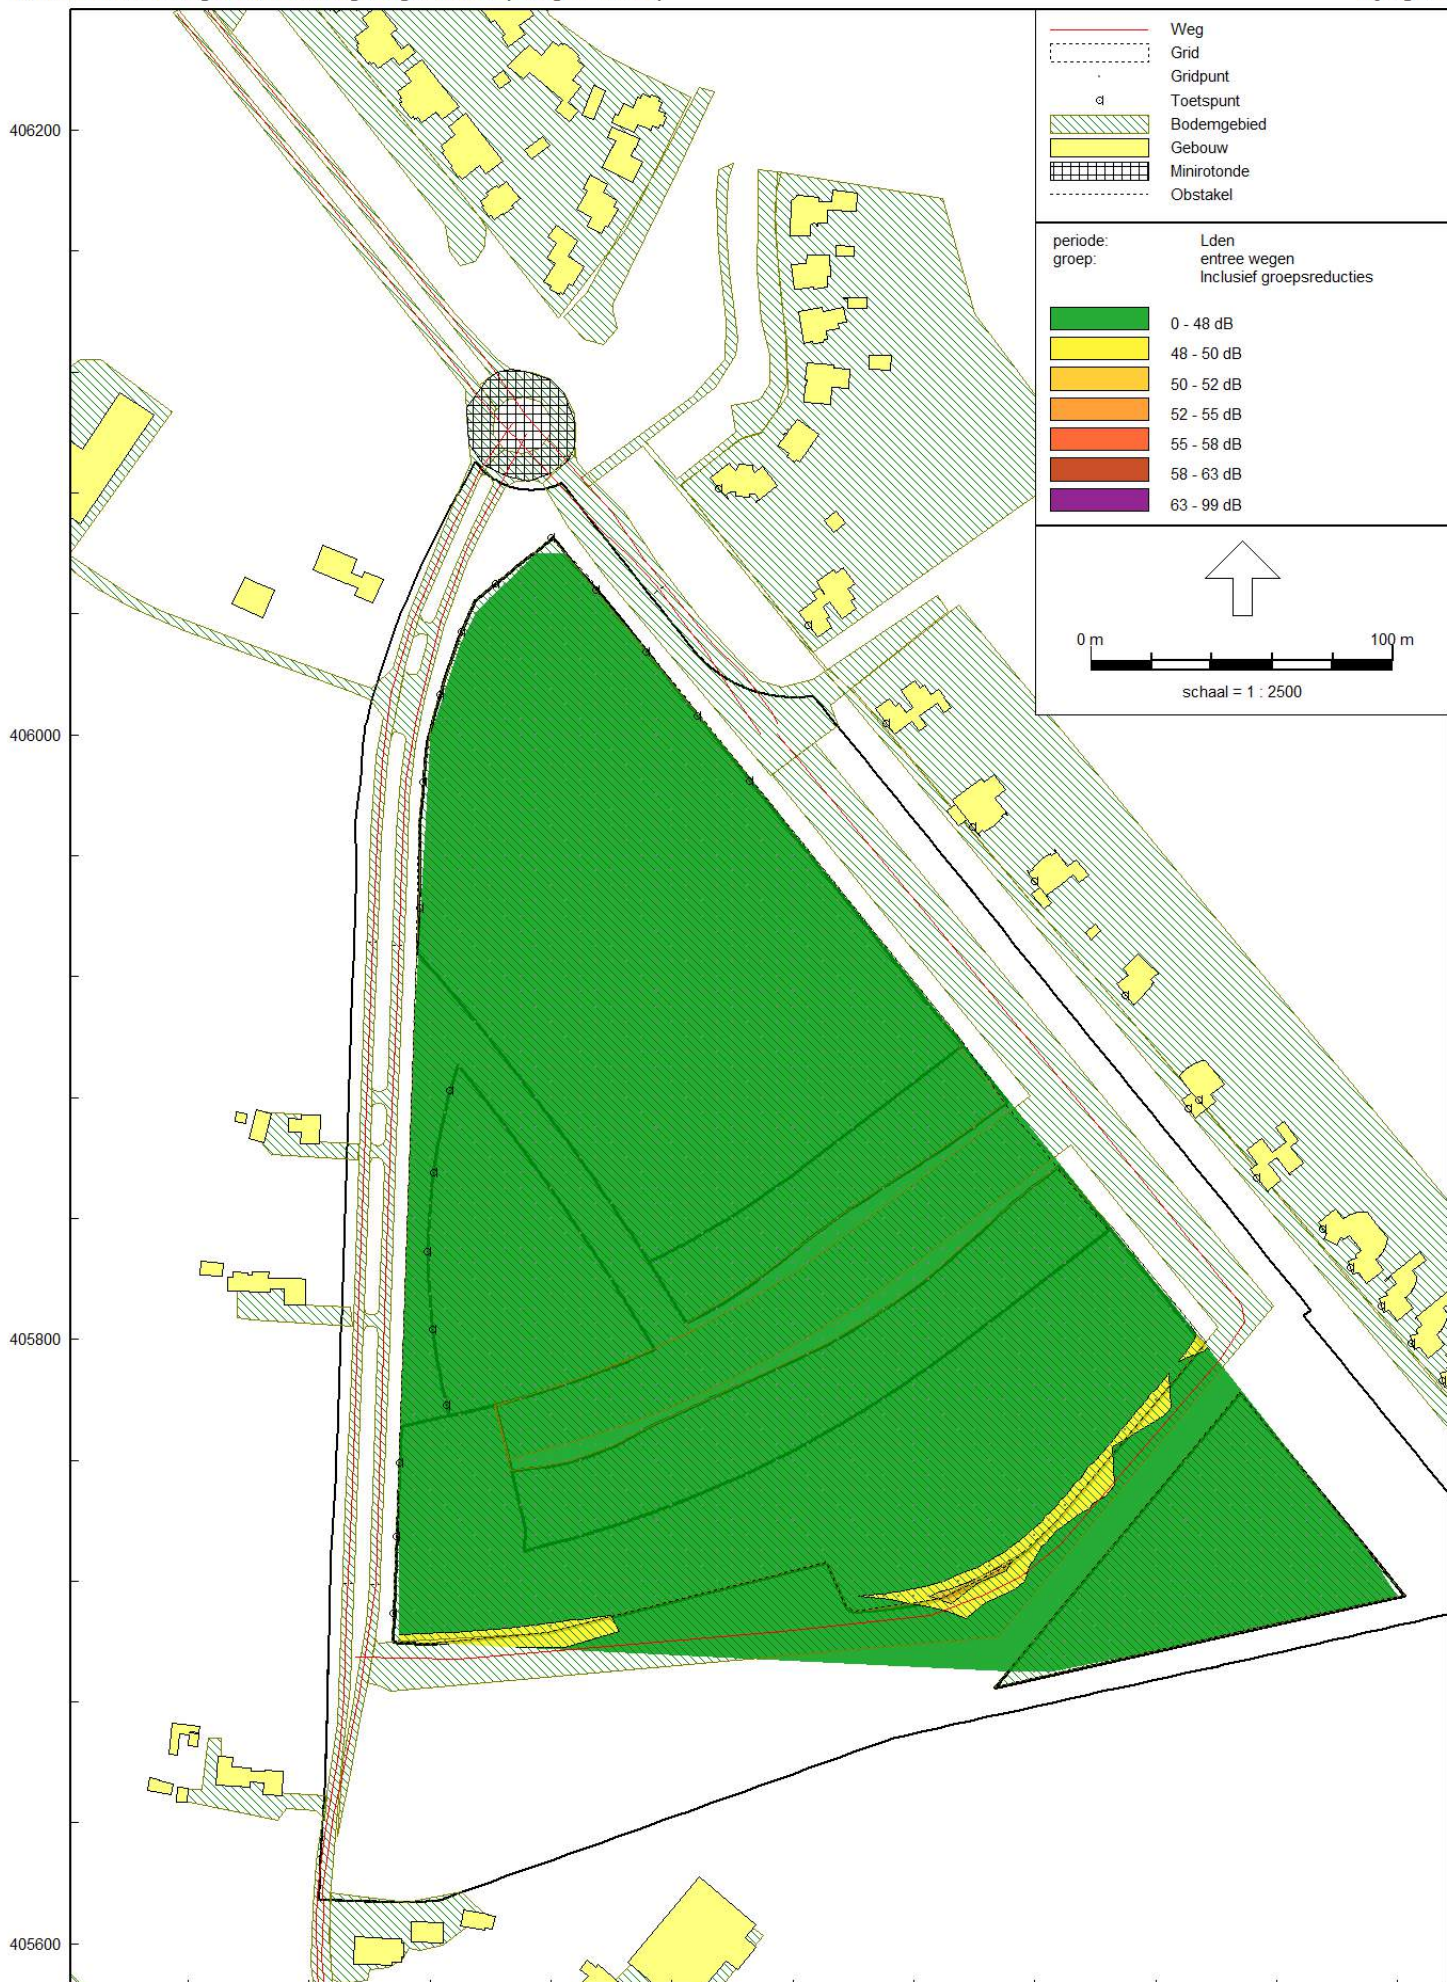 Weg
Grid
Gridpunt
Toetspunt
Bodemgebied
Gebouw
Minirotonde
Obstakel
periode: Lden
groep: entree wegen
Inclusief groepsreducties
0 - 48 dB
48 - 50 dB
50 - 52 dB
52 - 55 dB
55 - 58 dB
58 - 63 dB
63 - 99 dB
0 m 100 m
schaal = 1 : 2500
406200
406000
405800
405600